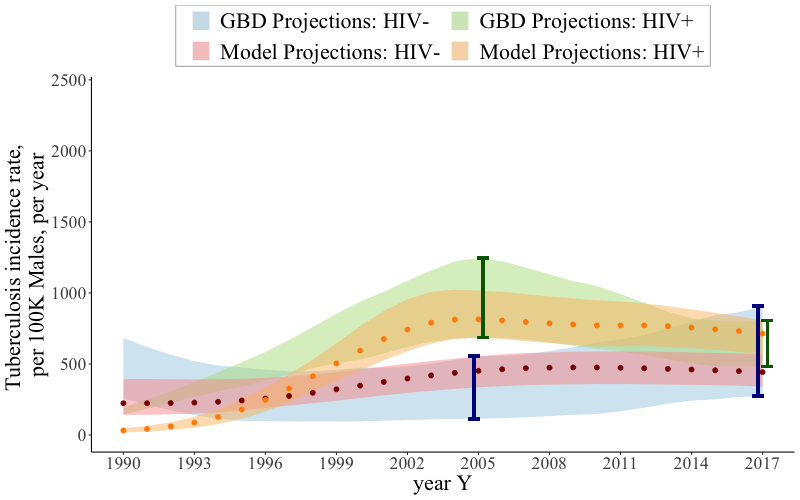 GBD Projections: HIV- GBD Projections: HIV+
Model Projections: HIV- Model Projections: HIV+
Tuberculosis incidence rate,
per 100K Males, per year
2500
2000
1500
1000
500
0
1990 1993 1996 1999 2002 2005 2008 2011 2014 2017
year Y